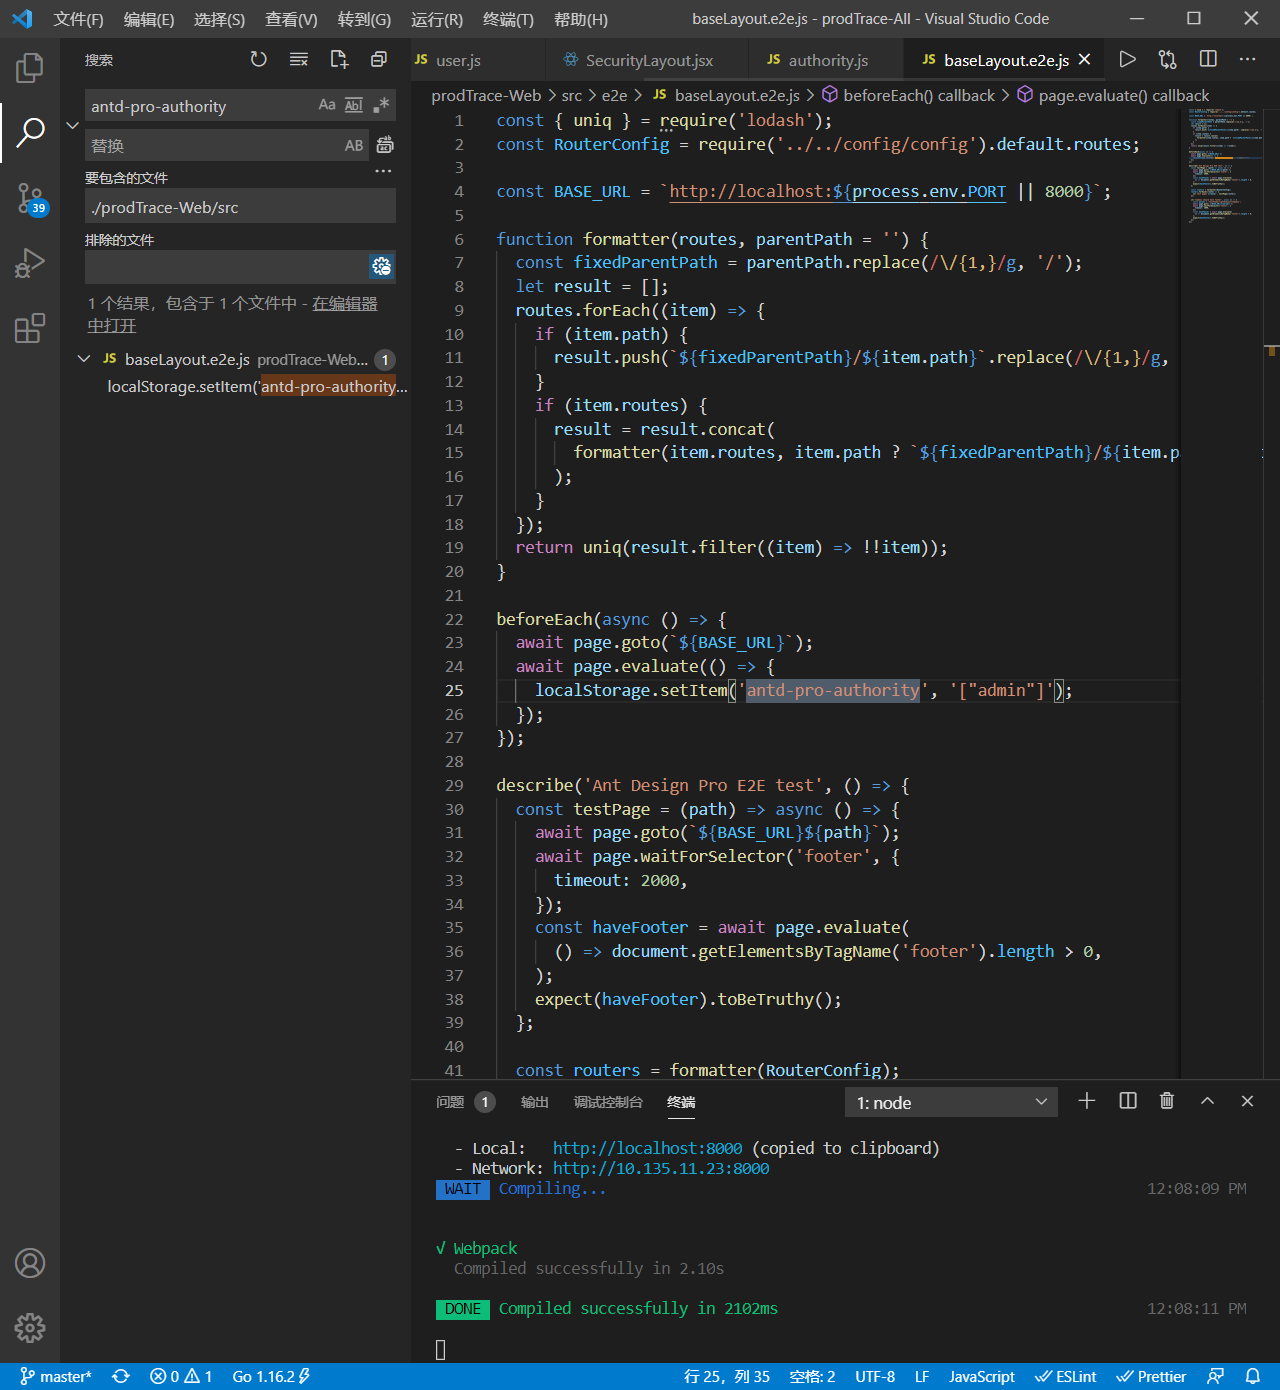 文件(F) 编辑(E) 选择(S) 查看(V) 转到(G) 运行(R) 终端(T) 帮助(H) baseLayout.e2e.js - prodTrace-All - Visual Studio Code
搜索
antd-pro-authority Aa Abl .*
替换 AB
要包含的文件 ...
./prodTrace-Web/src
排除的文件
1 个结果，包含于 1 个文件中 - 在编辑器
中打开
JS baseLayout.e2e.js prodTrace-Web... 1
localStorage.setItem('antd-pro-authority...
39
JS user.js SecurityLayout.jsx JS authority.js JS baseLayout.e2e.js
prodTrace-Web > src > e2e > JS baseLayout.e2e.js > beforeEach() callback > page.evaluate() callback
1 const { uniq } = require('lodash');
2 const RouterConfig = require('../../config/config').default.routes;
3
4 const BASE_URL = `http://localhost:${process.env.PORT || 8000}`;
5
6 function formatter(routes, parentPath = '') {
7 const fixedParentPath = parentPath.replace(/\/{1,}/g, '/');
8 let result = [];
9 routes.forEach((item) => {
10 if (item.path) {
11 result.push(`${fixedParentPath}/${item.path}`.replace(/\/{1,}/g,
12 }
13 if (item.routes) {
14 result = result.concat(
15 formatter(item.routes, item.path ? `${fixedParentPath}/${item.p
16 );
17 }
18 });
19 return uniq(result.filter((item) => !!item));
20 }
21
22 beforeEach(async () => {
23 await page.goto(`${BASE_URL}`);
24 await page.evaluate(() => {
25 localStorage.setItem('antd-pro-authority', '["admin"]');
26 });
27 });
28
29 describe('Ant Design Pro E2E test', () => {
30 const testPage = (path) => async () => {
31 await page.goto(`${BASE_URL}${path}`);
32 await page.waitForSelector('footer', {
33 timeout: 2000,
34 });
35 const haveFooter = await page.evaluate(
36 () => document.getElementsByTagName('footer').length > 0,
37 );
38 expect(haveFooter).toBeTruthy();
39 };
40
41 const routers = formatter(RouterConfig);
问题 1 输出 调试控制台 终端 1: node
- Local: http://localhost:8000 (copied to clipboard)
- Network: http://10.135.11.23:8000
WAIT Compiling... 12:08:09 PM
√ Webpack
Compiled successfully in 2.10s
DONE Compiled successfully in 2102ms 12:08:11 PM
master* 0 1 Go 1.16.2 行 25，列 35 空格: 2 UTF-8 LF JavaScript ESLint Prettier